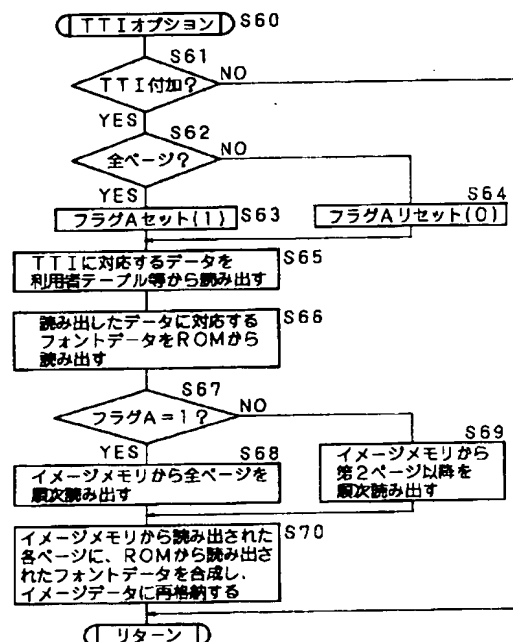 TTIオプション S60
S61
TTI付加? NO
YES S62
全ページ? NO
YES S64
フラグAセット(1) S63 フラグAリセット(0)
TTIに対応するデータを S65
利用者テーブル等から読み出す
読み出したデータに対応する S66
フォントデータをROMから
読み出す
S67
フラグA=1? NO
YES S68 S69
イメージメモリから全ページを
順次読み出す
イメージメモリから
第2ページ以降を
順次読み出す
イメージメモリから読み出された S70
各ページに、ROMから読み出さ
れたフォントデータを合成し、
イメージデータに再格納する
リターン